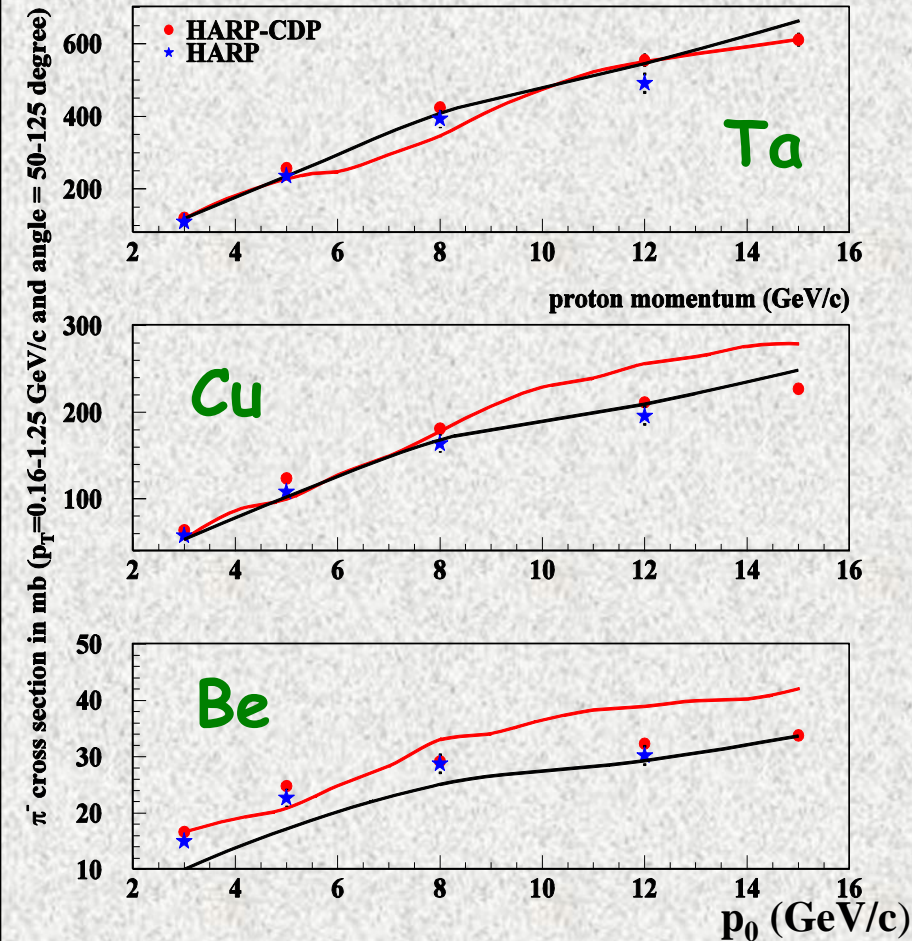 π⁻ cross section in mb (p_T=0.16-1.25 GeV/c and angle = 50-125 degree)
HARP-CDP
HARP
Ta
600
400
200
2 4 6 8 10 12 14 16
proton momentum (GeV/c)
Cu
300
200
100
2 4 6 8 10 12 14 16
Be
50
40
30
20
10
2 4 6 8 10 12 14 16
p₀ (GeV/c)